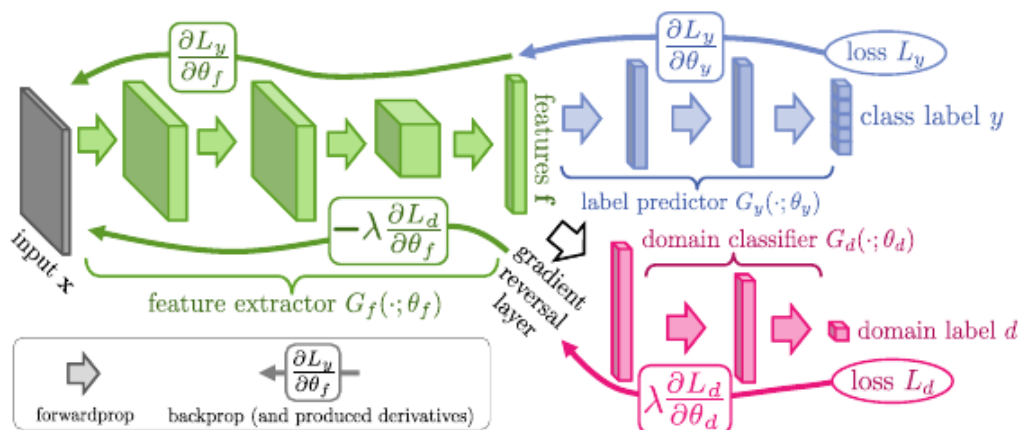 ∂L_y/∂θ_f
∂L_y/∂θ_y
loss L_y
features f
class label y
label predictor G_y(·; θ_y)
input x
−λ ∂L_d/∂θ_f
feature extractor G_f(·; θ_f)
gradient
reversal
layer
domain classifier G_d(·; θ_d)
domain label d
λ ∂L_d/∂θ_d
loss L_d
∂L_y/∂θ_f
forwardprop
backprop (and produced derivatives)